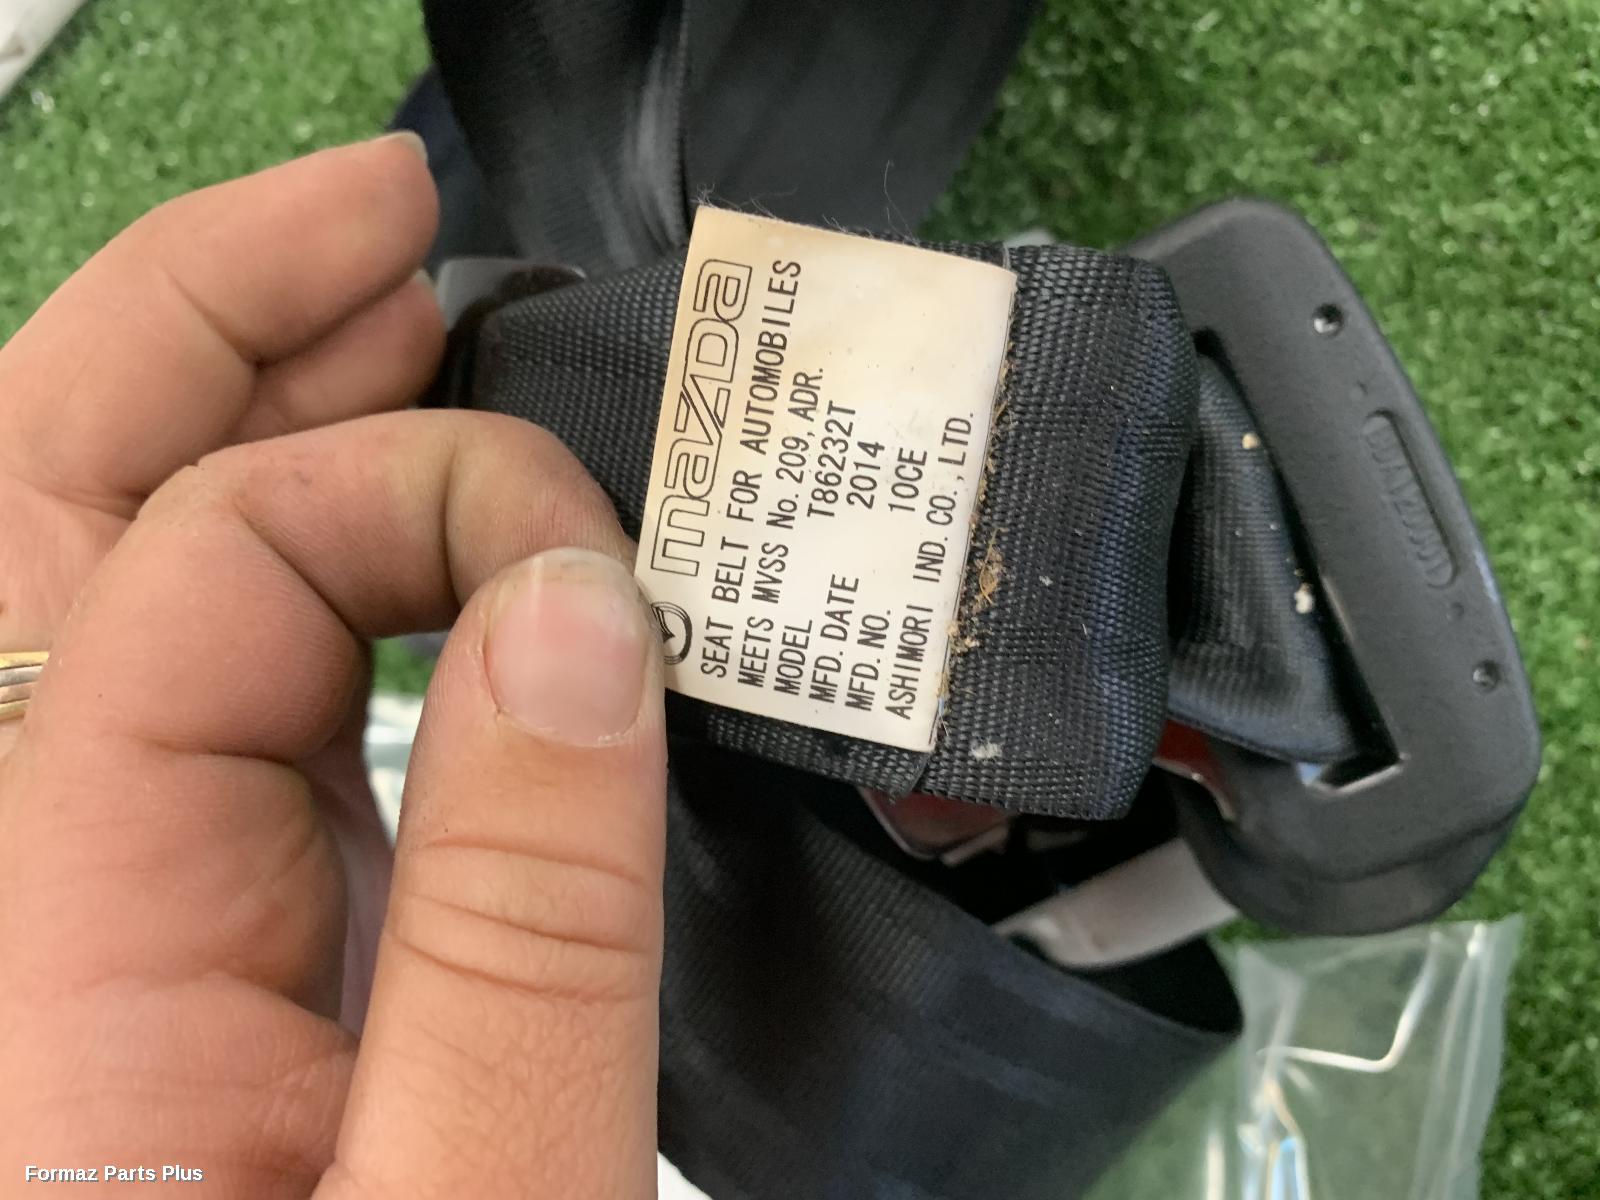 mazda
SEAT BELT FOR AUTOMOBILES
MEETS MVSS No. 209, ADR.
MODEL T86232T
MFD. DATE 2014
MFD. NO. 10CE
ASHIMORI IND. CO., LTD.
Formaz Parts Plus